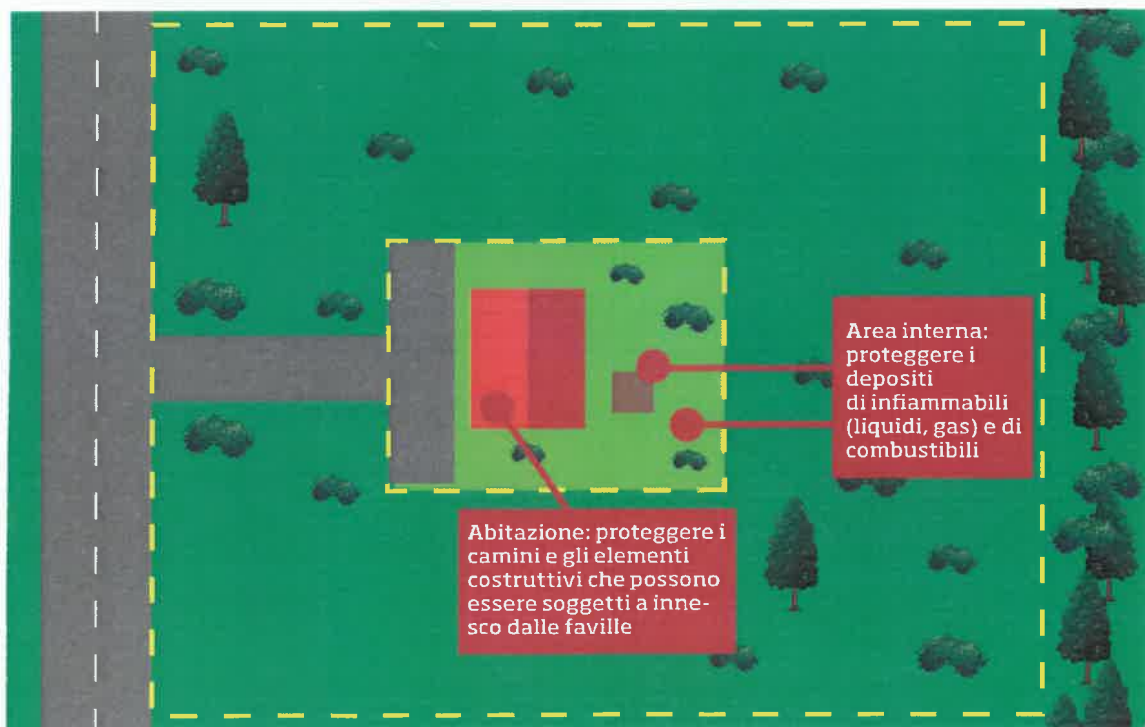 Area interna:
proteggere i
depositi
di infiammabili
(liquidi, gas) e di
combustibili
Abitazione: proteggere i
camini e gli elementi
costruttivi che possono
essere soggetti a inne-
sco dalle faville